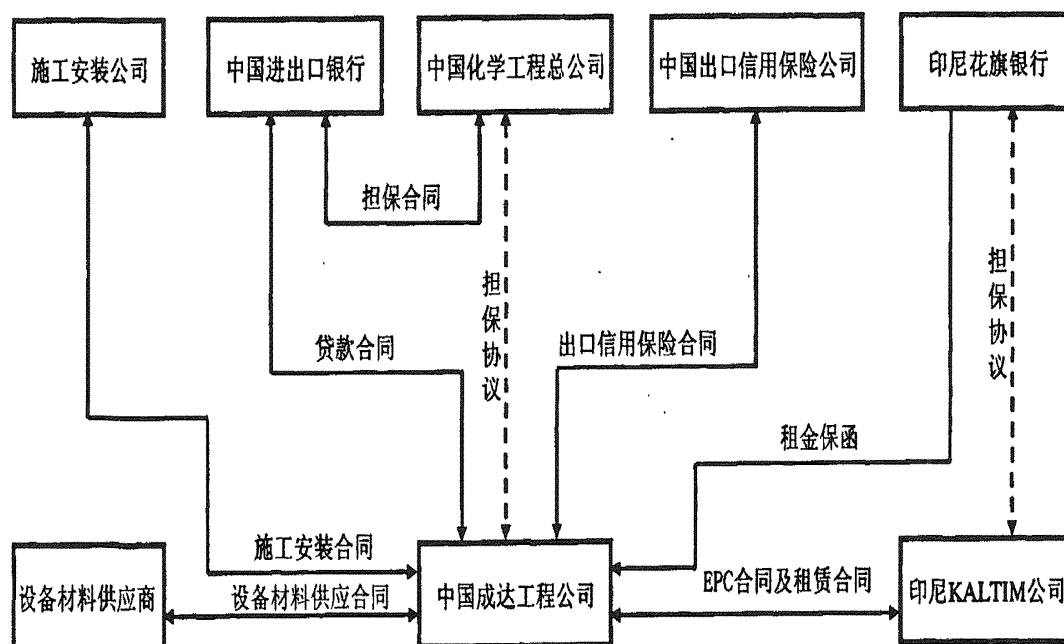 施工安装公司
中国进出口银行
中国化学工程总公司
中国出口信用保险公司
印尼花旗银行
担保合同
担保协议
担保协议
贷款合同
出口信用保险合同
租金保函
施工安装合同
设备材料供应商
设备材料供应合同
中国成达工程公司
EPC合同及租赁合同
印尼KALTIM公司